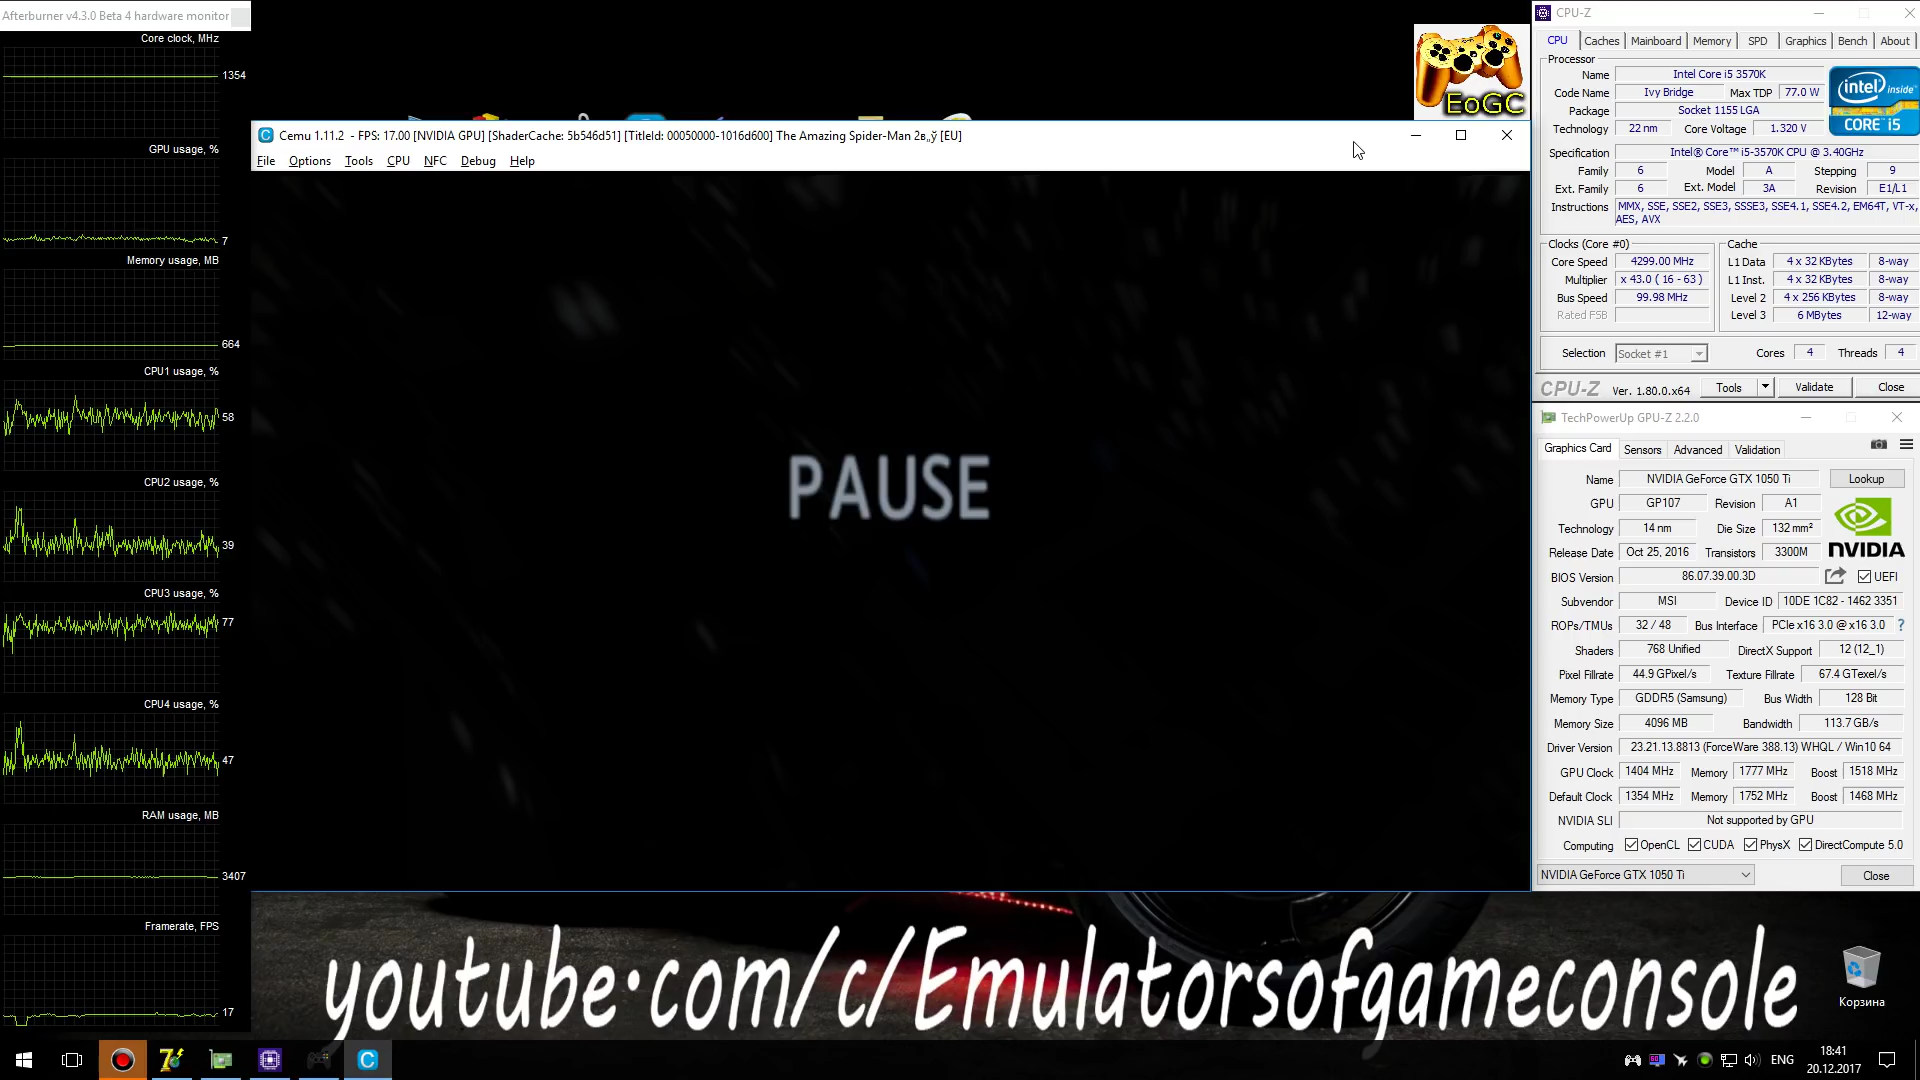 Afterburner v4.3.0 Beta 4 hardware monitor
Core clock, MHz
1354
GPU usage, %
7
Memory usage, MB
664
CPU1 usage, %
58
CPU2 usage, %
39
CPU3 usage, %
77
CPU4 usage, %
47
RAM usage, MB
3407
Framerate, FPS
17
EoGC
Cemu 1.11.2 - FPS: 17.00 [NVIDIA GPU] [ShaderCache: 5b546d51] [TitleId: 00050000-1016d600] The Amazing Spider-Man 2в„ў [EU]
File Options Tools CPU NFC Debug Help
PAUSE
CPU-Z
CPU Caches Mainboard Memory SPD Graphics Bench About
Processor
Name Intel Core i5 3570K
Code Name Ivy Bridge Max TDP 77.0 W
Package Socket 1155 LGA
Technology 22 nm Core Voltage 1.320 V
intel inside
CORE i5
Specification Intel® Core™ i5-3570K CPU @ 3.40GHz
Family 6 Model A Stepping 9
Ext. Family 6 Ext. Model 3A Revision E1/L1
Instructions MMX, SSE, SSE2, SSE3, SSSE3, SSE4.1, SSE4.2, EM64T, VT-x,
AES, AVX
Clocks (Core #0)
Core Speed 4299.00 MHz
Multiplier x 43.0 ( 16 - 63 )
Bus Speed 99.98 MHz
Rated FSB
Cache
L1 Data 4 x 32 KBytes 8-way
L1 Inst. 4 x 32 KBytes 8-way
Level 2 4 x 256 KBytes 8-way
Level 3 6 MBytes 12-way
Selection Socket #1 Cores 4 Threads 4
CPU-Z Ver. 1.80.0.x64 Tools Validate Close
TechPowerUp GPU-Z 2.2.0
Graphics Card Sensors Advanced Validation
Name NVIDIA GeForce GTX 1050 Ti Lookup
GPU GP107 Revision A1
Technology 14 nm Die Size 132 mm²
Release Date Oct 25, 2016 Transistors 3300M
NVIDIA
BIOS Version 86.07.39.00.3D UEFI
Subvendor MSI Device ID 10DE 1C82 - 1462 3351
ROPs/TMUs 32 / 48 Bus Interface PCIe x16 3.0 @ x16 3.0 ?
Shaders 768 Unified DirectX Support 12 (12_1)
Pixel Fillrate 44.9 GPixel/s Texture Fillrate 67.4 GTexel/s
Memory Type GDDR5 (Samsung) Bus Width 128 Bit
Memory Size 4096 MB Bandwidth 113.7 GB/s
Driver Version 23.21.13.8813 (ForceWare 388.13) WHQL / Win10 64
GPU Clock 1404 MHz Memory 1777 MHz Boost 1518 MHz
Default Clock 1354 MHz Memory 1752 MHz Boost 1468 MHz
NVIDIA SLI Not supported by GPU
Computing OpenCL CUDA PhysX DirectCompute 5.0
NVIDIA GeForce GTX 1050 Ti Close
youtube.com/c/Emulatorsofgameconsole
Корзина
ENG
18:41
20.12.2017